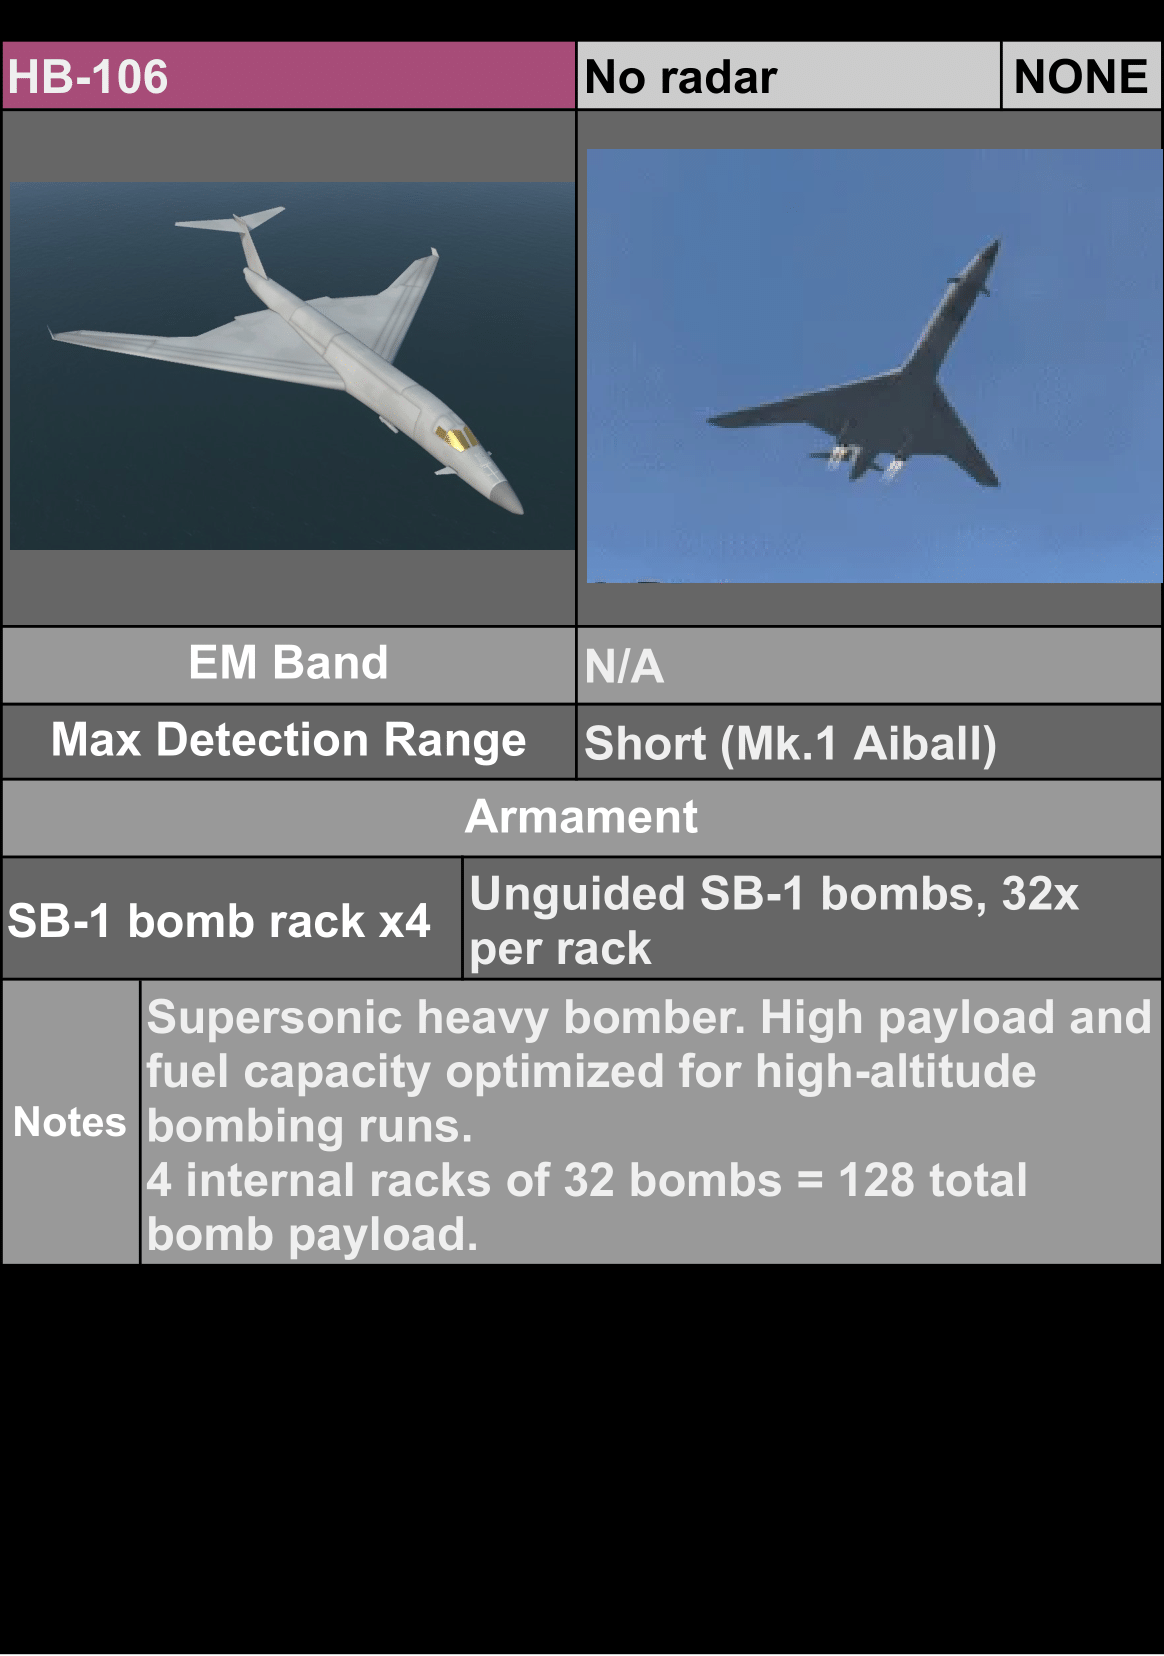 HB-106
No radar
NONE
EM Band
N/A
Max Detection Range
Short (Mk.1 Aiball)
Armament
SB-1 bomb rack x4
Unguided SB-1 bombs, 32x
per rack
Notes
Supersonic heavy bomber. High payload and
fuel capacity optimized for high-altitude
bombing runs.
4 internal racks of 32 bombs = 128 total
bomb payload.